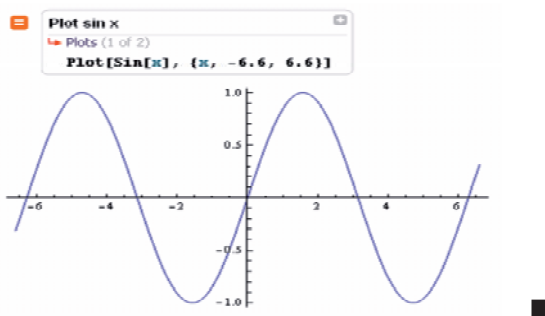 Plot sin x
Plots (1 of 2)
Plot[Sin[x], {x, -6.6, 6.6}]
1.0
0.5
-6 -4 -2 2 4 6
-0.5
-1.0